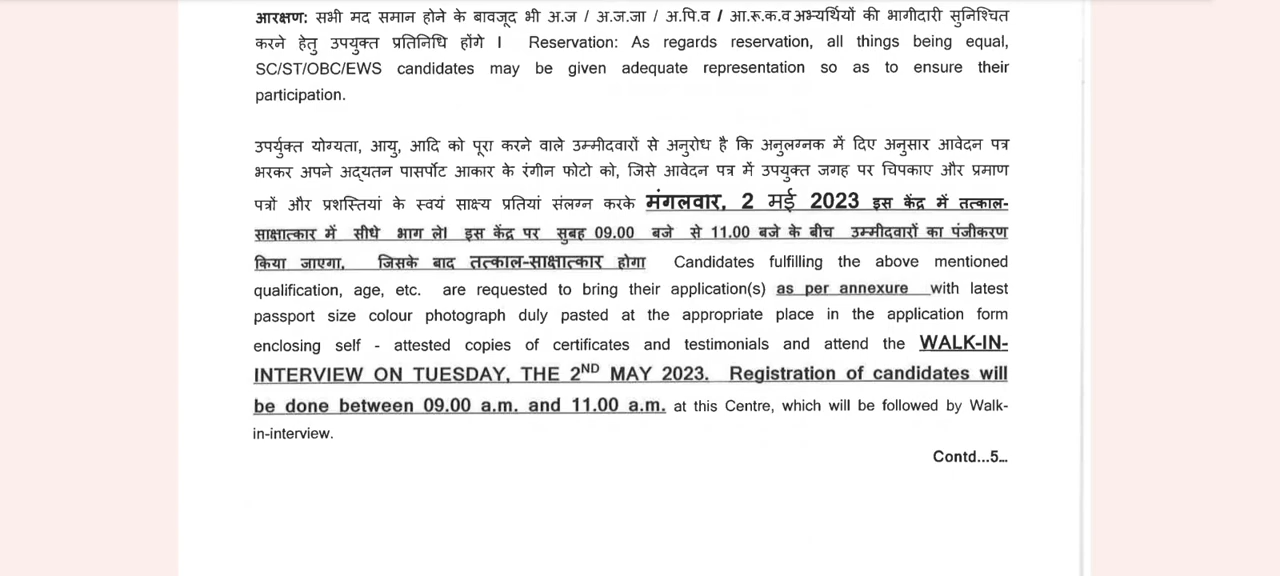 आरक्षण: सभी मद समान होने के बावजूद भी अ.ज / अ.ज.जा / अ.पि.व / आ.रू.क.व अभ्यर्थियों की भागीदारी सुनिश्चित
करने हेतु उपयुक्त प्रतिनिधि होंगे । Reservation: As regards reservation, all things being equal,
SC/ST/OBC/EWS candidates may be given adequate representation so as to ensure their
participation.
उपर्युक्त योग्यता, आयु, आदि को पूरा करने वाले उम्मीदवारों से अनुरोध है कि अनुलग्नक में दिए अनुसार आवेदन पत्र
भरकर अपने अद्यतन पासर्पोट आकार के रंगीन फोटो को, जिसे आवेदन पत्र में उपयुक्त जगह पर चिपकाए और प्रमाण
पत्रों और प्रशस्तियां के स्वयं साक्ष्य प्रतियां संलग्न करके मंगलवार, 2 मई 2023 इस केंद्र में तत्काल-
साक्षात्कार में सीधे भाग ले। इस केंद्र पर सुबह 09.00 बजे से 11.00 बजे के बीच उम्मीदवारों का पंजीकरण
किया जाएगा, जिसके बाद तत्काल-साक्षात्कार होगा Candidates fulfilling the above mentioned
qualification, age, etc. are requested to bring their application(s) as per annexure with latest
passport size colour photograph duly pasted at the appropriate place in the application form
enclosing self - attested copies of certificates and testimonials and attend the WALK-IN-
INTERVIEW ON TUESDAY, THE 2ND MAY 2023. Registration of candidates will
be done between 09.00 a.m. and 11.00 a.m. at this Centre, which will be followed by Walk-
in-interview.
Contd...5...